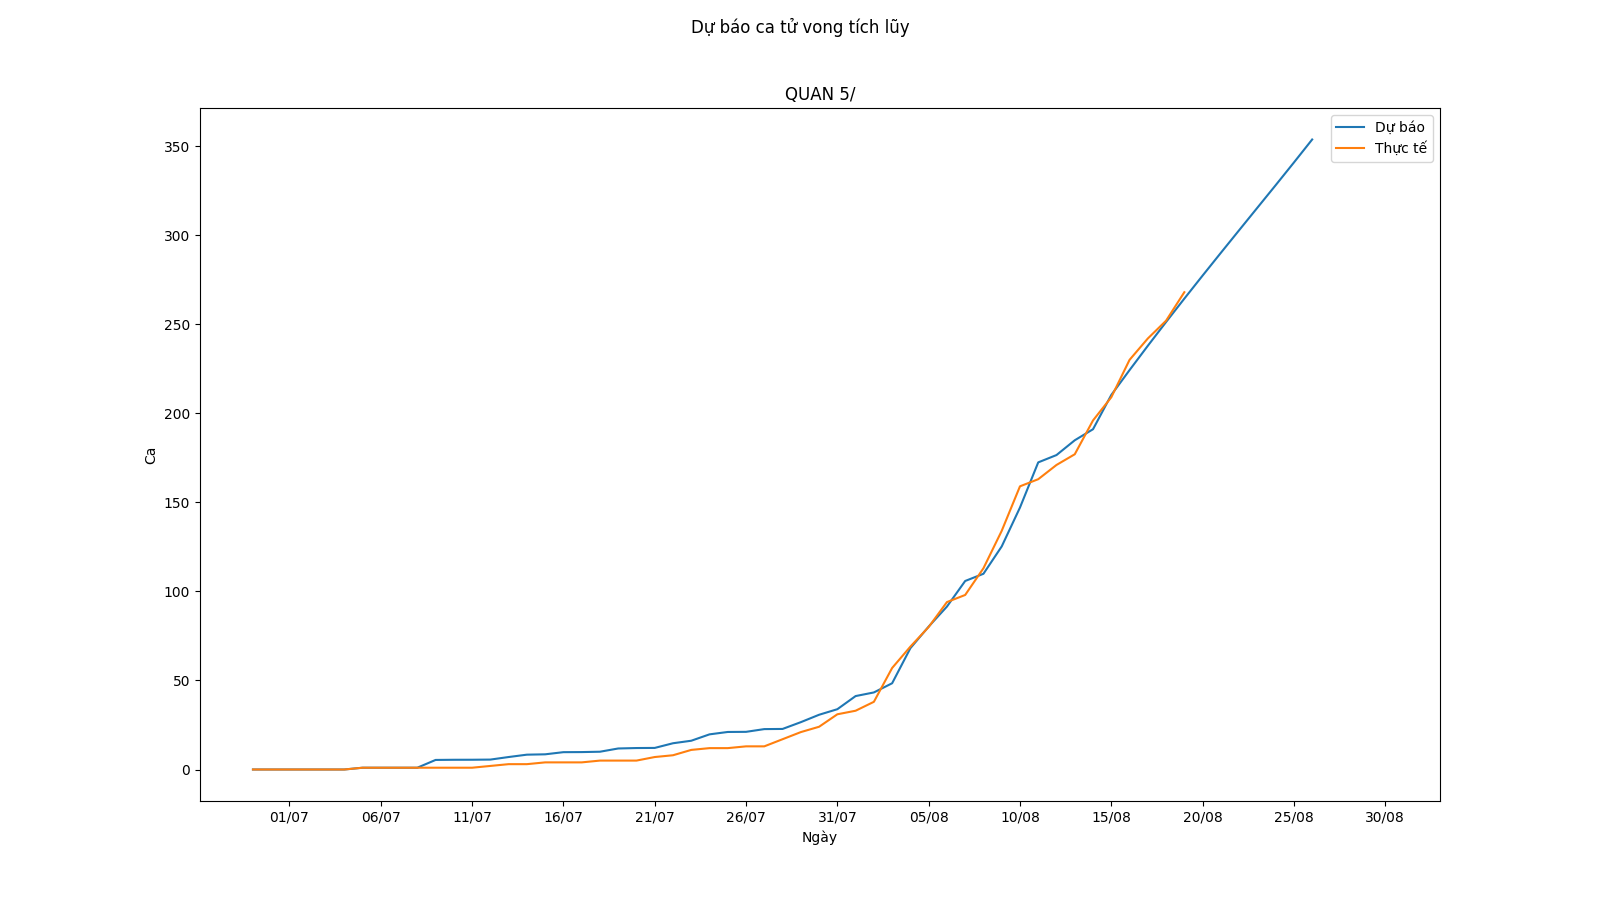 Dự báo ca tử vong tích lũy
QUAN 5/
Dự báo
Thực tế
350
300
250
200
150
100
50
0
Ca
01/07 06/07 11/07 16/07 21/07 26/07 31/07 05/08 10/08 15/08 20/08 25/08 30/08
Ngày